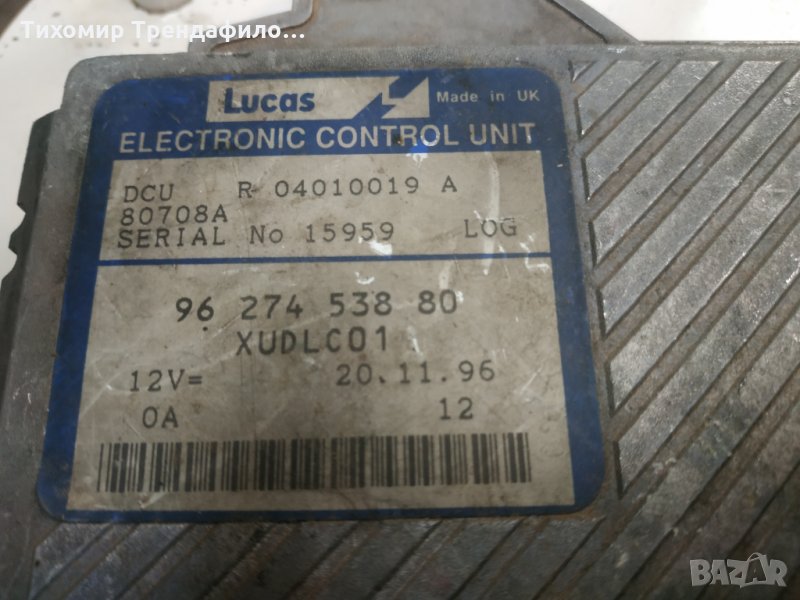 Тихомир Трендафило...
Lucas Made in UK
ELECTRONIC CONTROL UNIT
DCU R 04010019 A
80708A
SERIAL No 15959 LOG
96 274 538 80
XUDLC01
12V= 20.11.96
0A 12
BAZAR